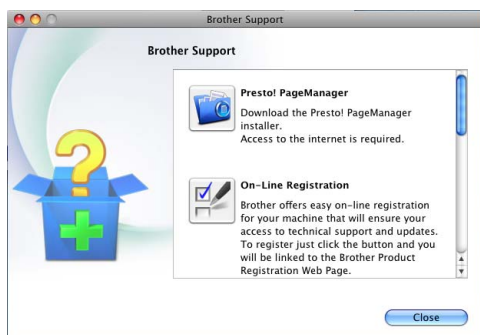 Brother Support
Brother Support
Presto! PageManager
Download the Presto! PageManager
installer.
Access to the internet is required.
On-Line Registration
Brother offers easy on-line registration
for your machine that will ensure your
access to technical support and updates.
To register just click the button and you
will be linked to the Brother Product
Registration Web Page.
Close